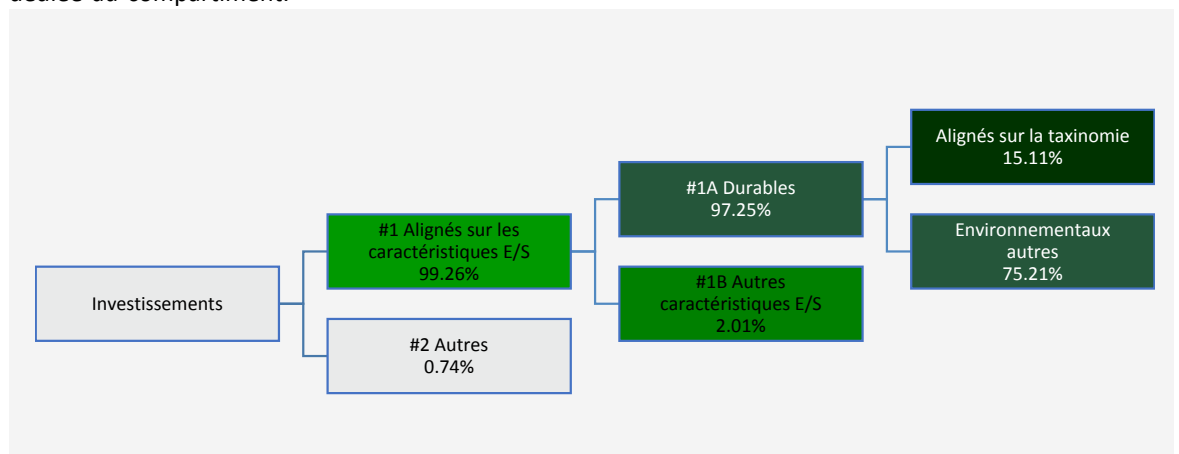 Investissements
#1 Alignés sur les
caractéristiques E/S
99.26%
#2 Autres
0.74%
#1A Durables
97.25%
#1B Autres
caractéristiques E/S
2.01%
Alignés sur la taxinomie
15.11%
Environnementaux
autres
75.21%